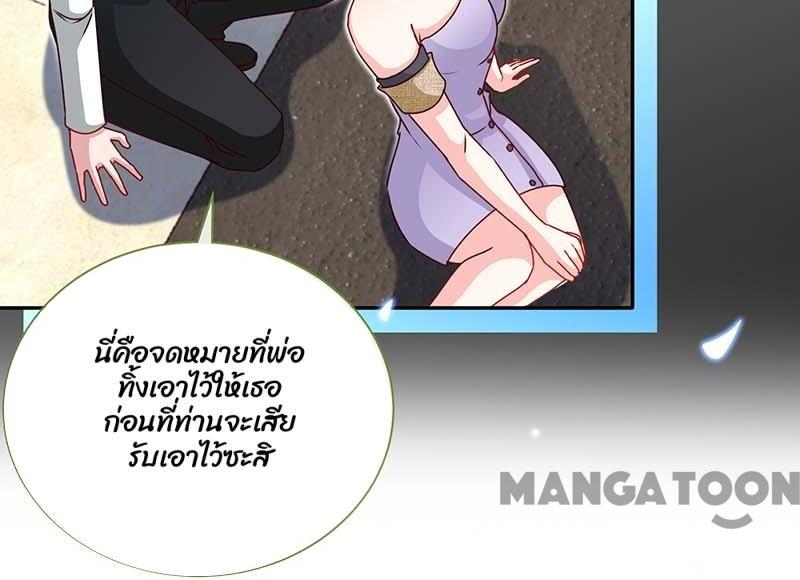 นี่คือจดหมายที่พ่อ
ทิ้งเอาไว้ให้เธอ
ก่อนที่ท่านจะเสีย
รับเอาไว้ซะสิ
MANGATOON